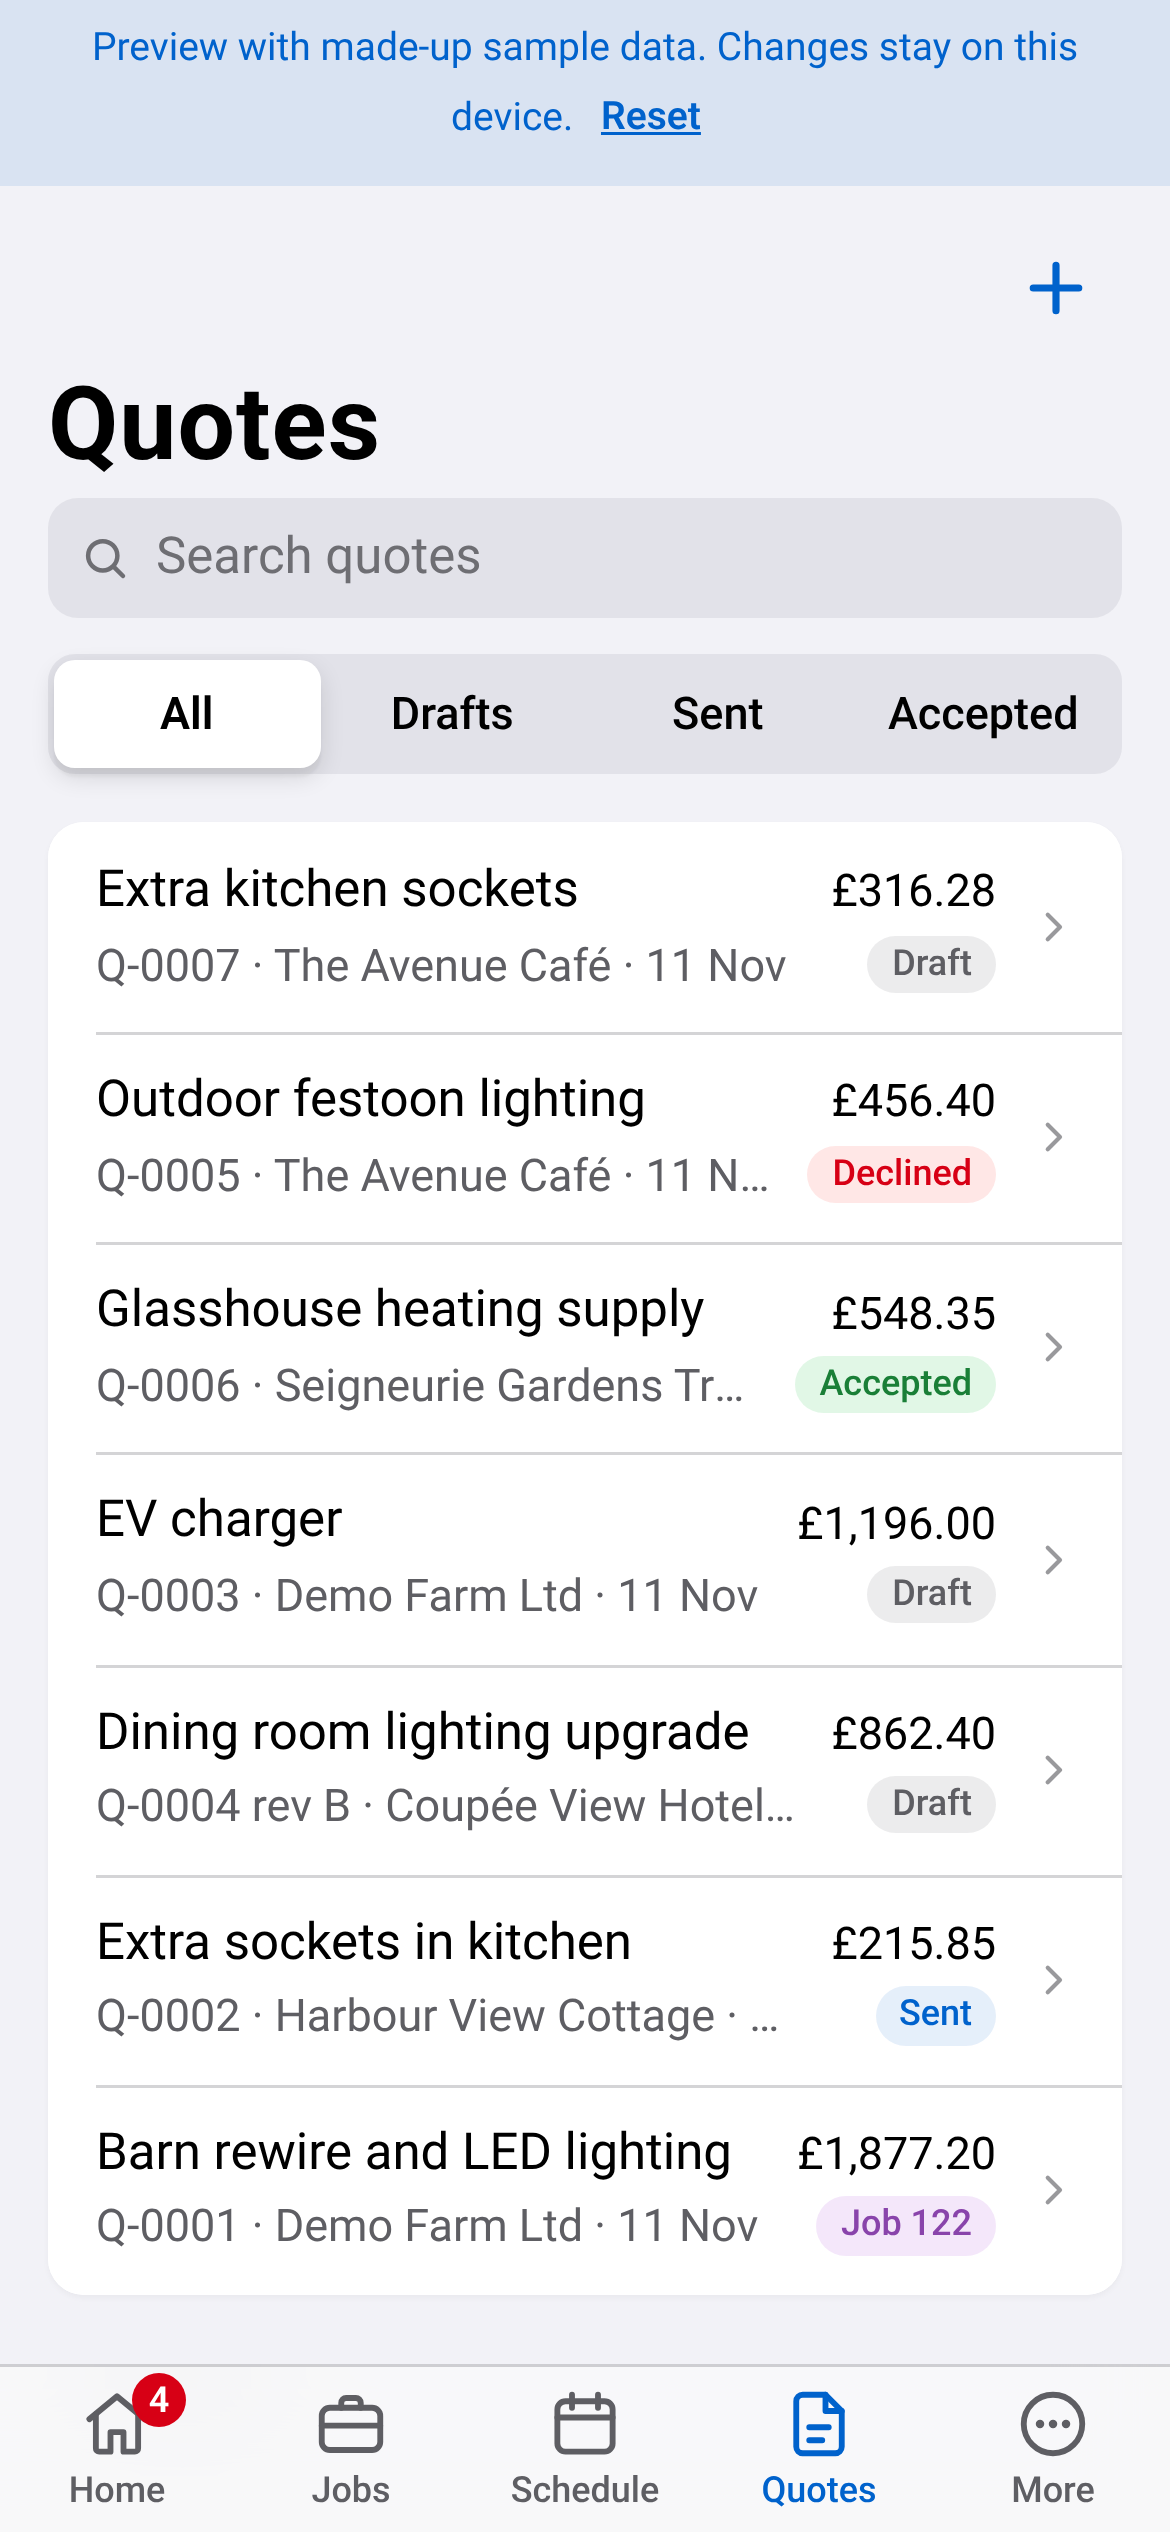 Preview with made-up sample data. Changes stay on this
device. Reset
Quotes
Search quotes
All Drafts Sent Accepted
Extra kitchen sockets £316.28
Q-0007 · The Avenue Café · 11 Nov Draft
Outdoor festoon lighting £456.40
Q-0005 · The Avenue Café · 11 N... Declined
Glasshouse heating supply £548.35
Q-0006 · Seigneurie Gardens Tr... Accepted
EV charger £1,196.00
Q-0003 · Demo Farm Ltd · 11 Nov Draft
Dining room lighting upgrade £862.40
Q-0004 rev B · Coupée View Hotel... Draft
Extra sockets in kitchen £215.85
Q-0002 · Harbour View Cottage · ... Sent
Barn rewire and LED lighting £1,877.20
Q-0001 · Demo Farm Ltd · 11 Nov Job 122
4
Home Jobs Schedule Quotes More